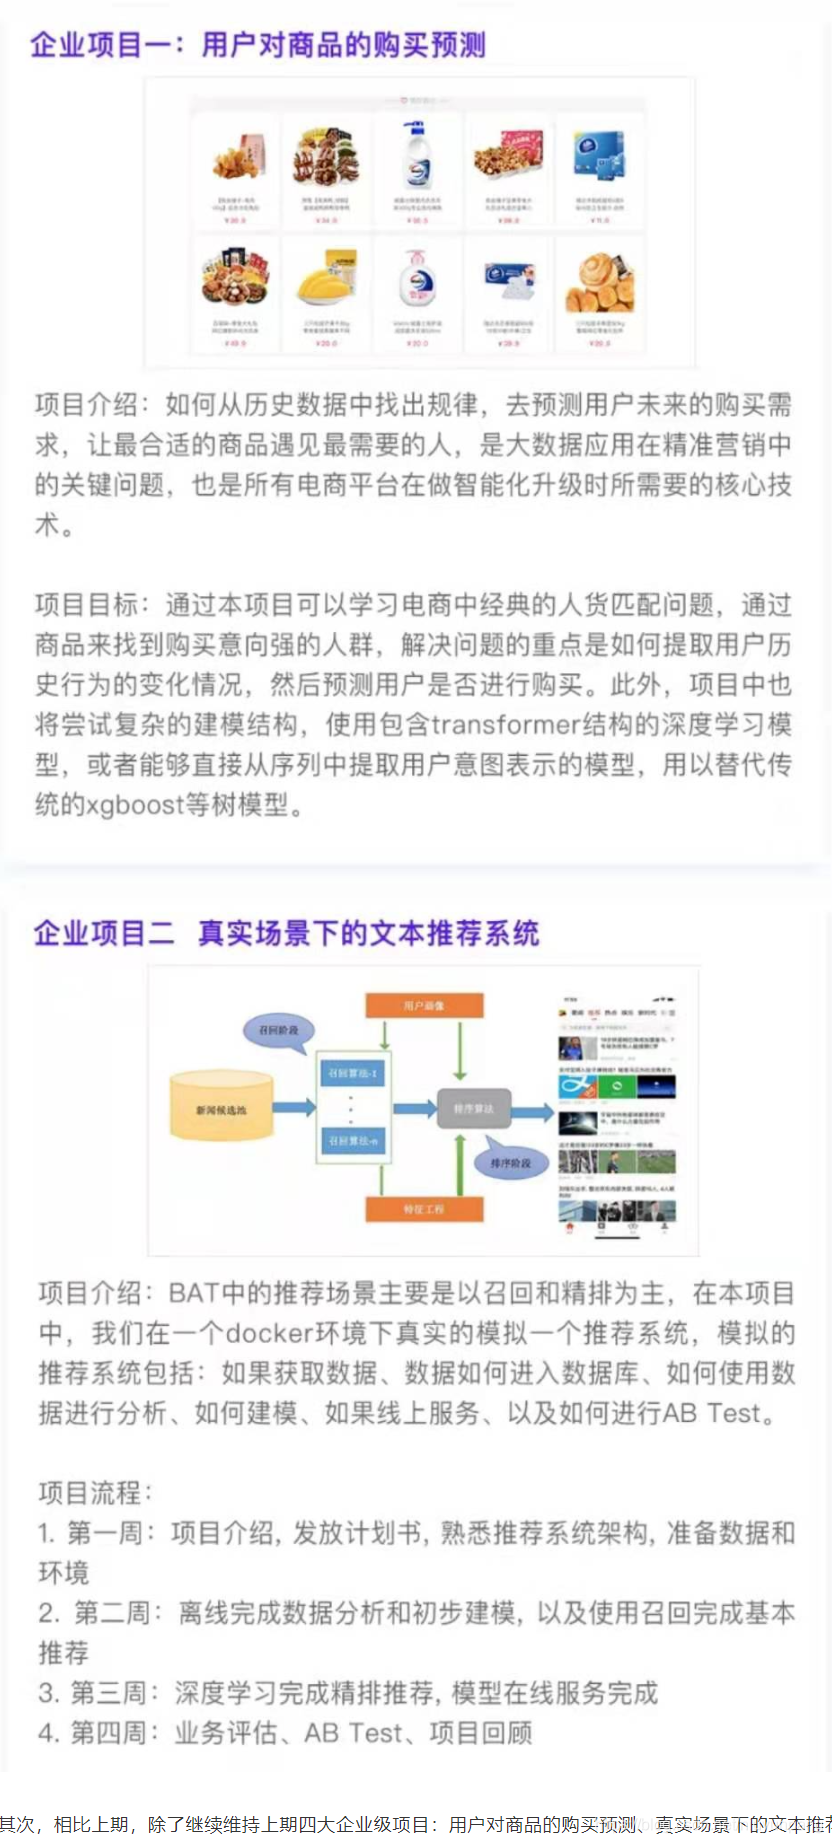 企业项目一：用户对商品的购买预测
项目介绍：如何从历史数据中找出规律，去预测用户未来的购买需
求，让最合适的商品遇见最需要的人，是大数据应用在精准营销中
的关键问题，也是所有电商平台在做智能化升级时所需要的核心技
术。
项目目标：通过本项目可以学习电商中经典的人货匹配问题，通过
商品来找到购买意向强的人群，解决问题的重点是如何提取用户历
史行为的变化情况，然后预测用户是否进行购买。此外，项目中也
将尝试复杂的建模结构，使用包含transformer结构的深度学习模
型，或者能够直接从序列中提取用户意图表示的模型，用以替代传
统的xgboost等树模型。
企业项目二 真实场景下的文本推荐系统
用户画像
召回阶段
召回算法-1
新闻候选池
排序算法
召回算法-n
排序阶段
特征工程
项目介绍：BAT中的推荐场景主要是以召回和精排为主，在本项目
中，我们在一个docker环境下真实的模拟一个推荐系统，模拟的
推荐系统包括：如果获取数据、数据如何进入数据库、如何使用数
据进行分析、如何建模、如果线上服务、以及如何进行AB Test。
项目流程：
1. 第一周：项目介绍, 发放计划书, 熟悉推荐系统架构, 准备数据和
环境
2. 第二周：离线完成数据分析和初步建模, 以及使用召回完成基本
推荐
3. 第三周：深度学习完成精排推荐, 模型在线服务完成
4. 第四周：业务评估、AB Test、项目回顾
其次，相比上期，除了继续维持上期四大企业级项目：用户对商品的购买预测、真实场景下的文本推荐